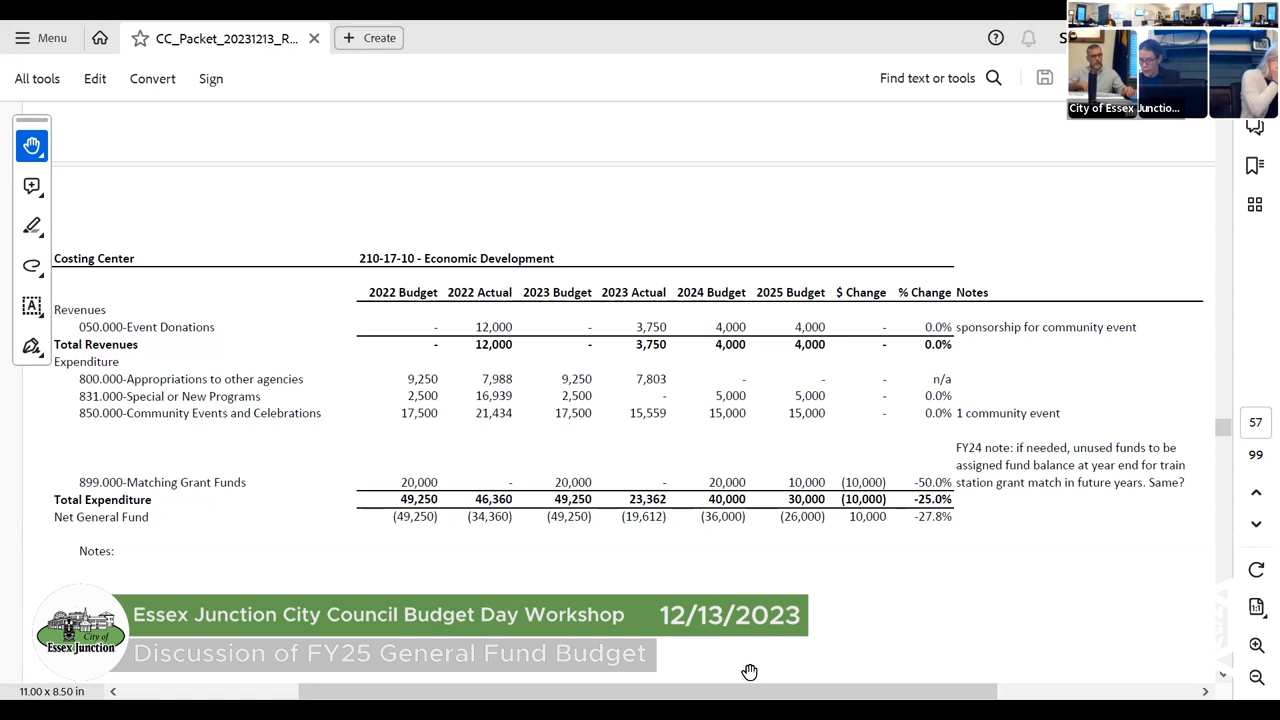 Menu
CC_Packet_20231213_R...
Create
All tools
Edit
Convert
Sign
Find text or tools
City of Essex Junctio...
Costing Center 210-17-10 - Economic Development
2022 Budget 2022 Actual 2023 Budget 2023 Actual 2024 Budget 2025 Budget $ Change % Change Notes
Revenues
050.000-Event Donations - 12,000 - 3,750 4,000 4,000 - 0.0% sponsorship for community event
Total Revenues - 12,000 - 3,750 4,000 4,000 - 0.0%
Expenditure
800.000-Appropriations to other agencies 9,250 7,988 9,250 7,803 - - - n/a
831.000-Special or New Programs 2,500 16,939 2,500 - 5,000 5,000 - 0.0%
850.000-Community Events and Celebrations 17,500 21,434 17,500 15,559 15,000 15,000 - 0.0% 1 community event
FY24 note: if needed, unused funds to be
assigned fund balance at year end for train
899.000-Matching Grant Funds 20,000 - 20,000 - 20,000 10,000 (10,000) -50.0% station grant match in future years. Same?
Total Expenditure 49,250 46,360 49,250 23,362 40,000 30,000 (10,000) -25.0%
Net General Fund (49,250) (34,360) (49,250) (19,612) (36,000) (26,000) 10,000 -27.8%
Notes:
57
99
1:1
City of
Essex Junction
Essex Junction City Council Budget Day Workshop 12/13/2023
Discussion of FY25 General Fund Budget
11.00 x 8.50 in